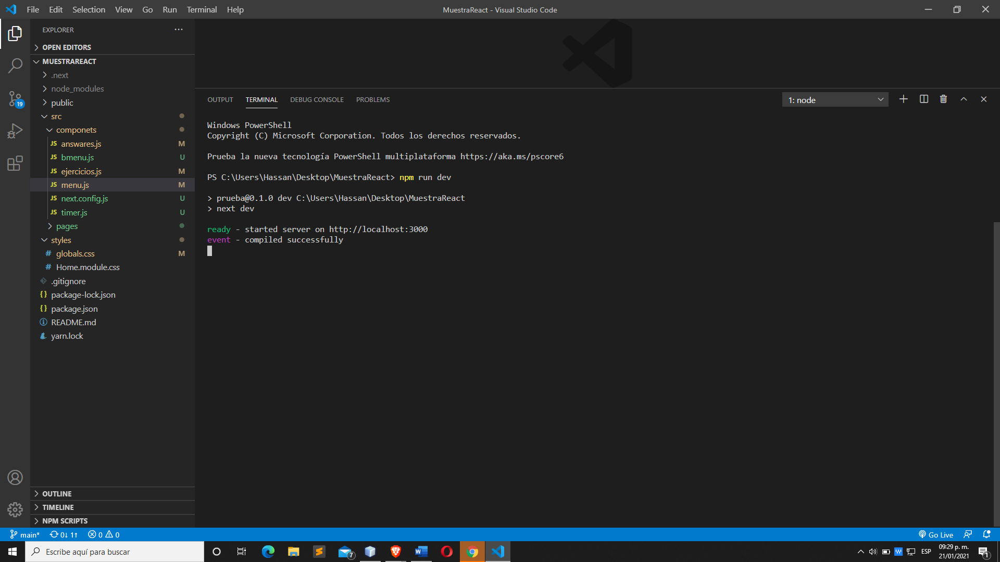 File Edit Selection View Go Run Terminal Help
MuestraReact - Visual Studio Code
EXPLORER
OPEN EDITORS
MUESTRAREACT
.next
node_modules
public
src
componets
JS answares.js M
JS bmenu.js U
JS ejercicios.js M
JS menu.js M
JS next.config.js U
JS timer.js U
pages
styles
# globals.css M
# Home.module.css
.gitignore
{} package-lock.json
{} package.json
README.md
yarn.lock
OUTLINE
TIMELINE
NPM SCRIPTS
19
OUTPUT TERMINAL DEBUG CONSOLE PROBLEMS
1: node
Windows PowerShell
Copyright (C) Microsoft Corporation. Todos los derechos reservados.
Prueba la nueva tecnología PowerShell multiplataforma https://aka.ms/pscore6
PS C:\Users\Hassan\Desktop\MuestraReact> npm run dev
> prueba@0.1.0 dev C:\Users\Hassan\Desktop\MuestraReact
> next dev
ready - started server on http://localhost:3000
event - compiled successfully
main* 0↓ 1↑ 0 0
Go Live
Escribe aquí para buscar
7
W
W
ESP
09:29 p. m.
21/01/2021
1